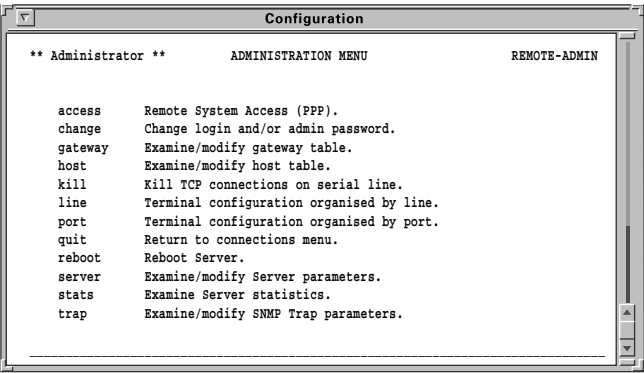 Configuration
** Administrator ** ADMINISTRATION MENU REMOTE-ADMIN
access Remote System Access (PPP).
change Change login and/or admin password.
gateway Examine/modify gateway table.
host Examine/modify host table.
kill Kill TCP connections on serial line.
line Terminal configuration organised by line.
port Terminal configuration organised by port.
quit Return to connections menu.
reboot Reboot Server.
server Examine/modify Server parameters.
stats Examine Server statistics.
trap Examine/modify SNMP Trap parameters.